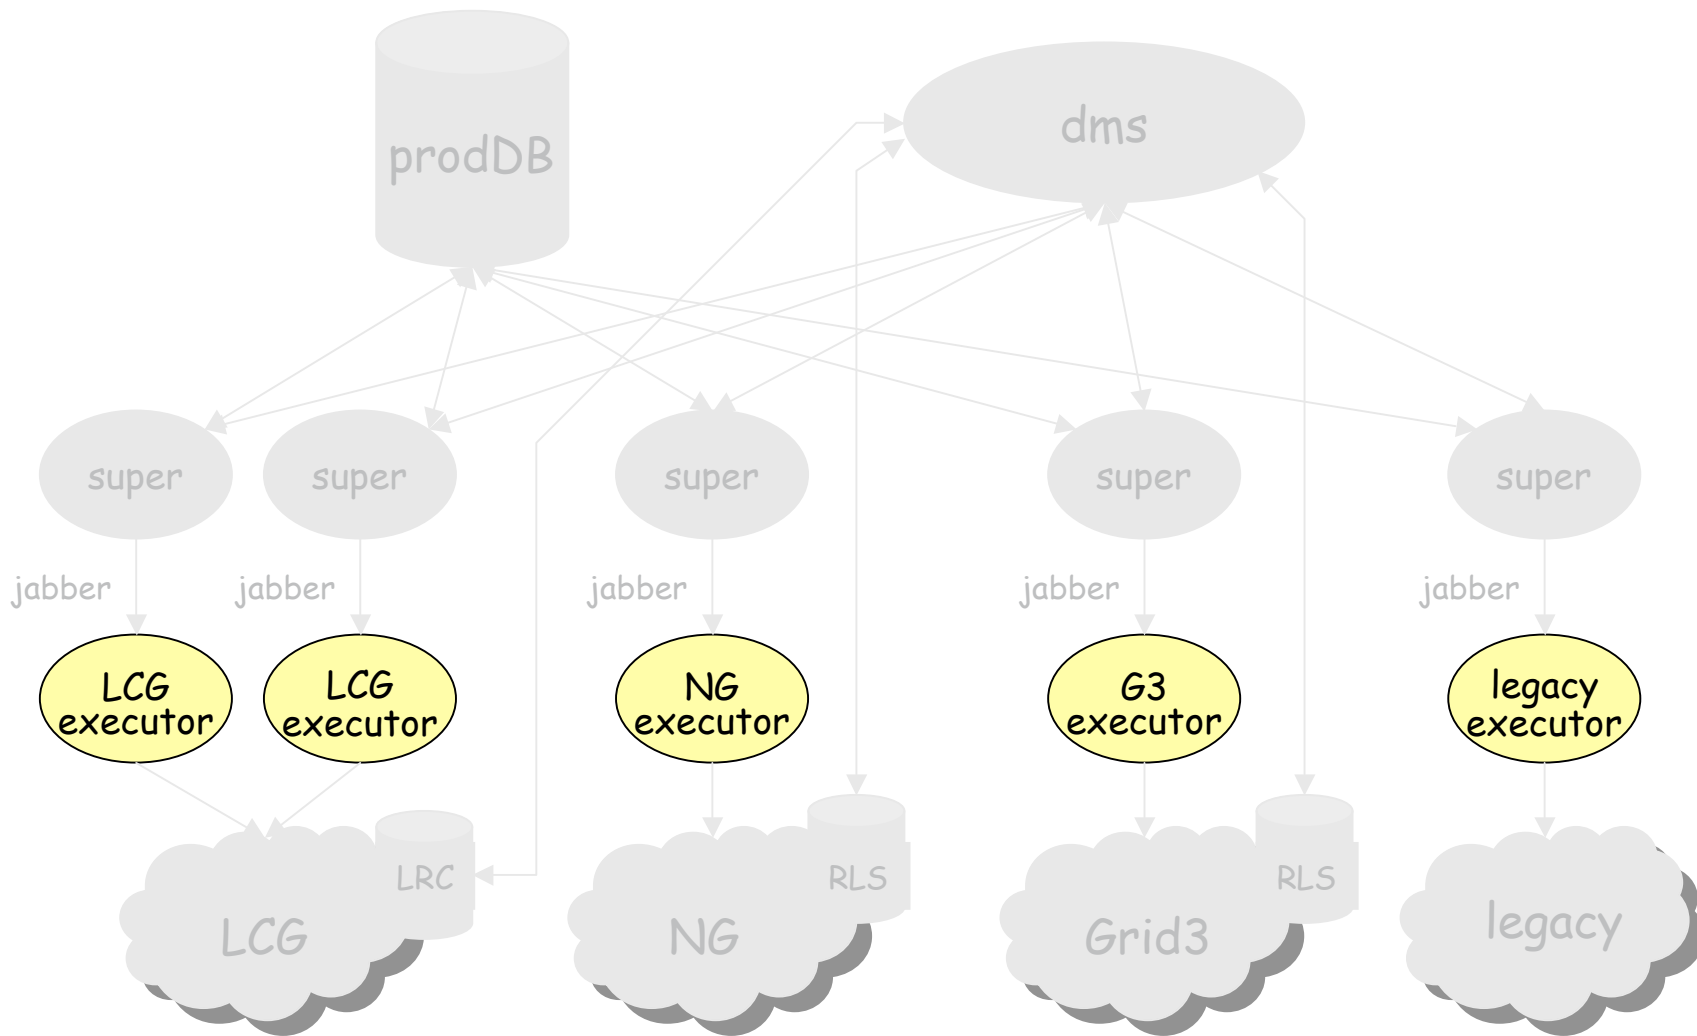 prodDB
dms
super
super
super
super
super
jabber
jabber
jabber
jabber
jabber
LCG
executor
LCG
executor
NG
executor
G3
executor
legacy
executor
LRC
RLS
RLS
LCG
NG
Grid3
legacy